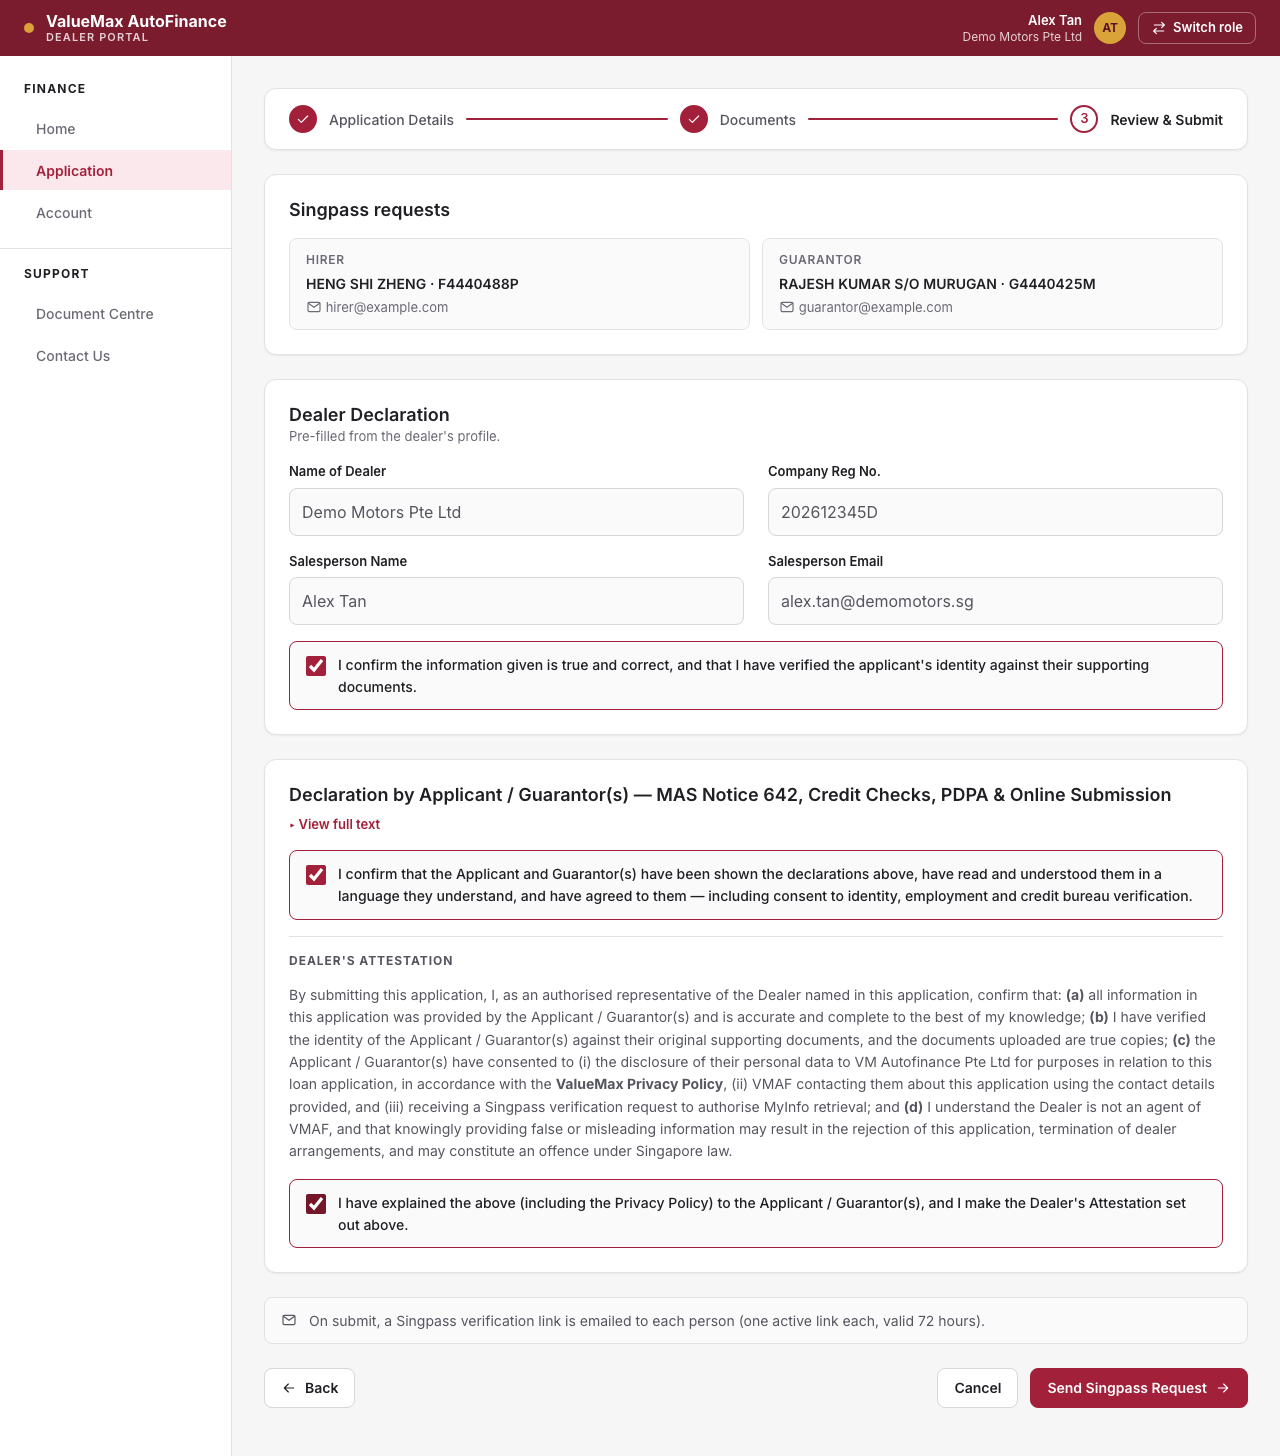 ValueMax AutoFinance
DEALER PORTAL
Alex Tan
Demo Motors Pte Ltd
AT
Switch role
FINANCE
Home
Application
Account
SUPPORT
Document Centre
Contact Us
Application Details
Documents
3
Review & Submit
Singpass requests
HIRER
HENG SHI ZHENG · F4440488P
hirer@example.com
GUARANTOR
RAJESH KUMAR S/O MURUGAN · G4440425M
guarantor@example.com
Dealer Declaration
Pre-filled from the dealer's profile.
Name of Dealer
Demo Motors Pte Ltd
Company Reg No.
202612345D
Salesperson Name
Alex Tan
Salesperson Email
alex.tan@demomotors.sg
I confirm the information given is true and correct, and that I have verified the applicant's identity against their supporting
documents.
Declaration by Applicant / Guarantor(s) — MAS Notice 642, Credit Checks, PDPA & Online Submission
▸ View full text
I confirm that the Applicant and Guarantor(s) have been shown the declarations above, have read and understood them in a
language they understand, and have agreed to them — including consent to identity, employment and credit bureau verification.
DEALER'S ATTESTATION
By submitting this application, I, as an authorised representative of the Dealer named in this application, confirm that: (a) all information in
this application was provided by the Applicant / Guarantor(s) and is accurate and complete to the best of my knowledge; (b) I have verified
the identity of the Applicant / Guarantor(s) against their original supporting documents, and the documents uploaded are true copies; (c) the
Applicant / Guarantor(s) have consented to (i) the disclosure of their personal data to VM Autofinance Pte Ltd for purposes in relation to this
loan application, in accordance with the ValueMax Privacy Policy, (ii) VMAF contacting them about this application using the contact details
provided, and (iii) receiving a Singpass verification request to authorise MyInfo retrieval; and (d) I understand the Dealer is not an agent of
VMAF, and that knowingly providing false or misleading information may result in the rejection of this application, termination of dealer
arrangements, and may constitute an offence under Singapore law.
I have explained the above (including the Privacy Policy) to the Applicant / Guarantor(s), and I make the Dealer's Attestation set
out above.
On submit, a Singpass verification link is emailed to each person (one active link each, valid 72 hours).
← Back
Cancel
Send Singpass Request →